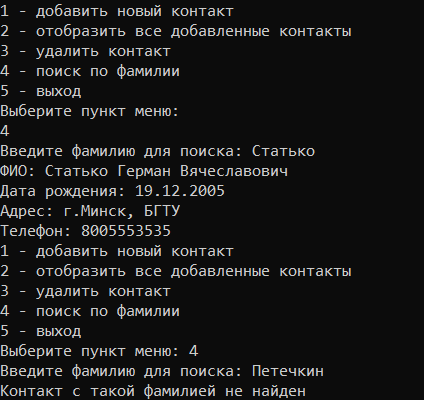 1 - добавить новый контакт
2 - отобразить все добавленные контакты
3 - удалить контакт
4 - поиск по фамилии
5 - выход
Выберите пункт меню:
4
Введите фамилию для поиска: Статько
ФИО: Статько Герман Вячеславович
Дата рождения: 19.12.2005
Адрес: г.Минск, БГТУ
Телефон: 8005553535
1 - добавить новый контакт
2 - отобразить все добавленные контакты
3 - удалить контакт
4 - поиск по фамилии
5 - выход
Выберите пункт меню: 4
Введите фамилию для поиска: Петечкин
Контакт с такой фамилией не найден